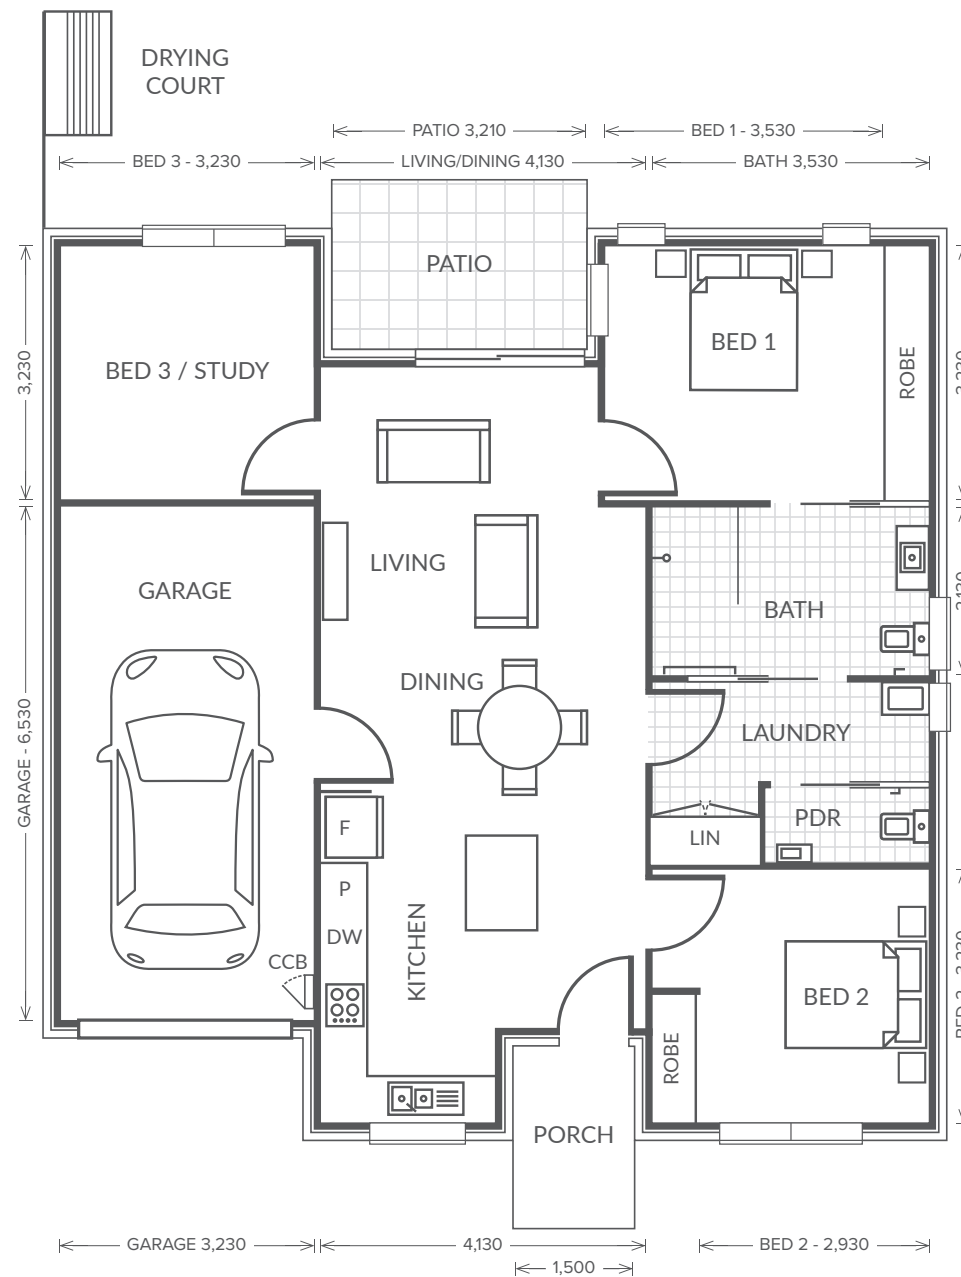 DRYING
COURT
PATIO 3,210
BED 1 - 3,530
BED 3 - 3,230
LIVING/DINING 4,130
BATH 3,530
PATIO
BED 1
ROBE
BED 3 / STUDY
3,230
LIVING
GARAGE
BATH
DINING
LAUNDRY
GARAGE - 6,530
F
PDR
LIN
P
DW
KITCHEN
CCB
BED 2
ROBE
PORCH
GARAGE 3,230
4,130
BED 2 - 2,930
1,500